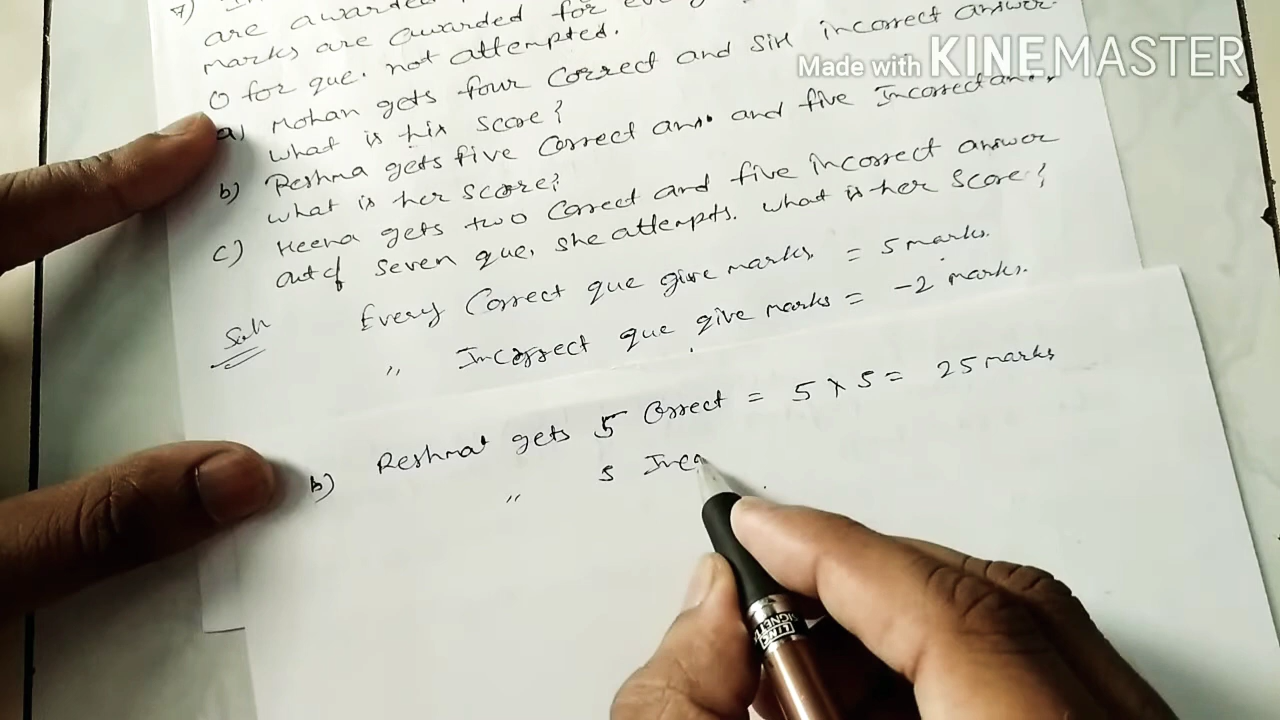 7)
are awarded
marks are awarded for
0 for que. not attempted.
a) Mohan gets four Correct and six incorrect answer.
what is his score?
b) Reshma gets five Correct ans. and five Incorrect ans.
what is her score?
c) Heena gets two correct and five incorrect answer
out of seven que. she attempts. what is her score?
Soln Every Correct que give marks = 5 marks.
" Incorrect que give marks = -2 marks.
b) Reshma gets 5 Correct = 5 x 5 = 25 marks
" 5 Inco
Made with KINEMASTER
LINC
SIGNET